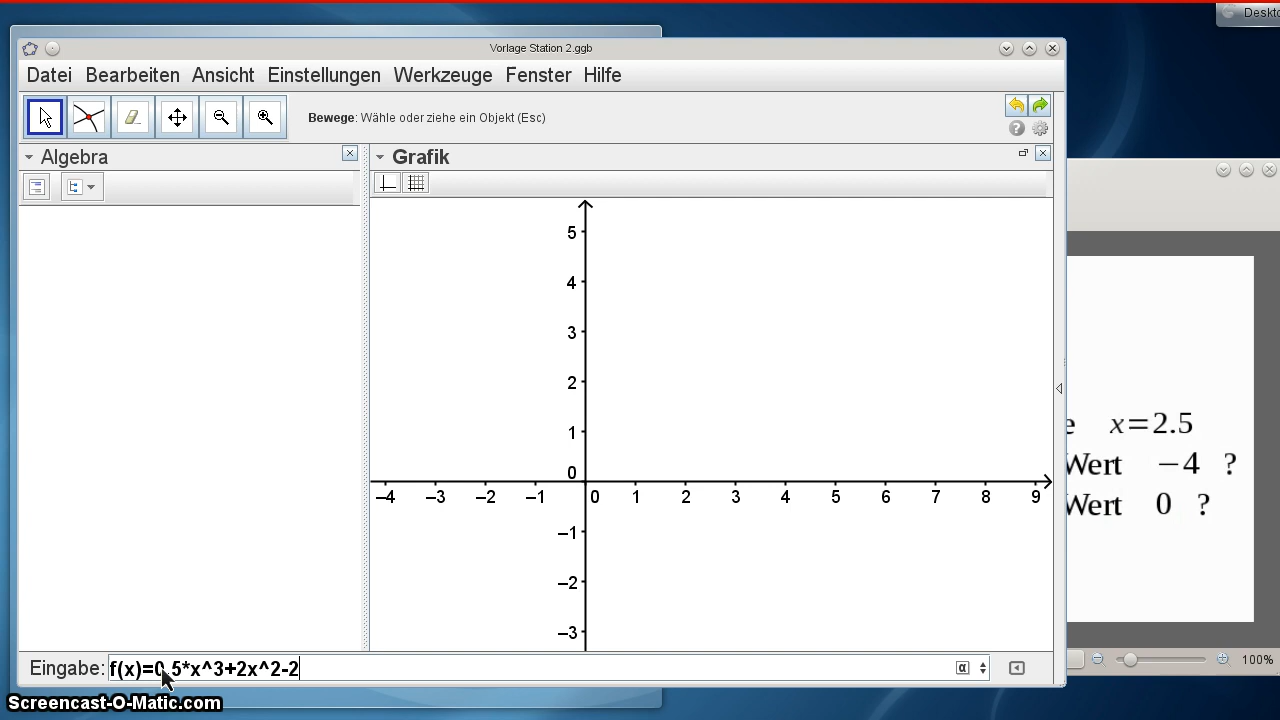 Deskto
Vorlage Station 2.ggb
Datei Bearbeiten Ansicht Einstellungen Werkzeuge Fenster Hilfe
Bewege: Wähle oder ziehe ein Objekt (Esc)
Algebra
Grafik
5
4
3
2
1
0
–4 –3 –2 –1 0 1 2 3 4 5 6 7 8 9
–1
–2
–3
e x=2.5
Wert −4 ?
Wert 0 ?
Eingabe: f(x)=0.5*x^3+2x^2-2
α
100%
Screencast-O-Matic.com